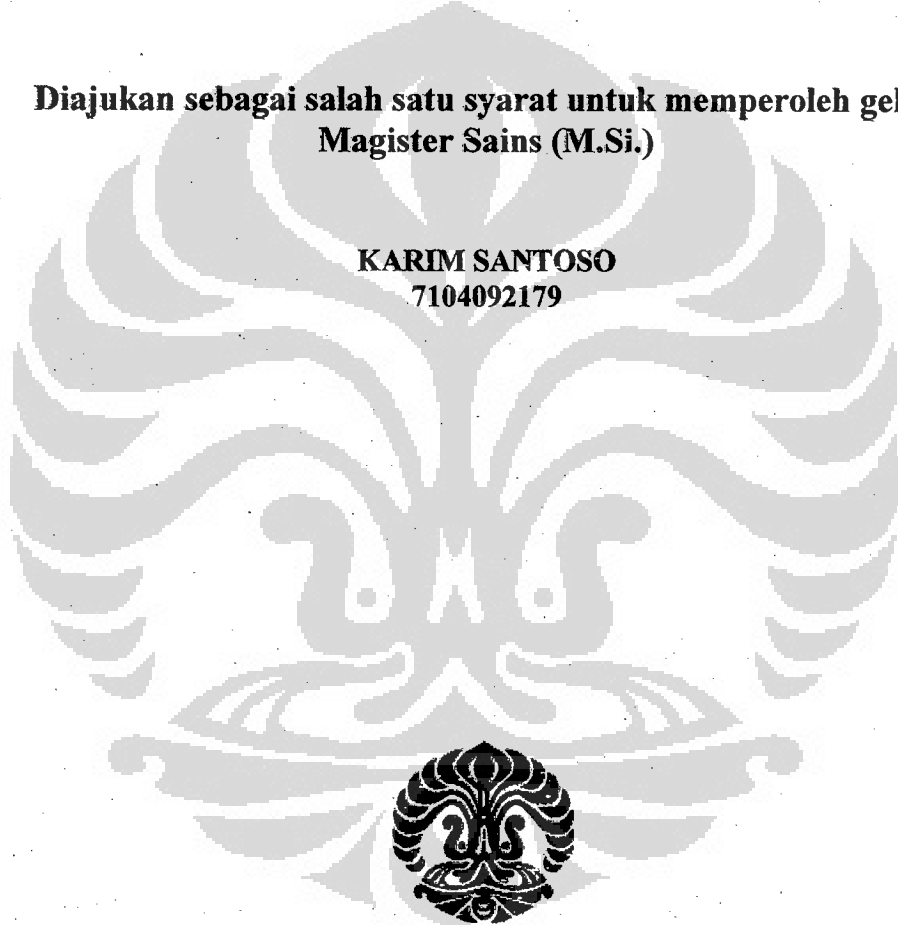 Diajukan sebagai salah satu syarat untuk memperoleh gel
Magister Sains (M.Si.)
KARIM SANTOSO
7104092179